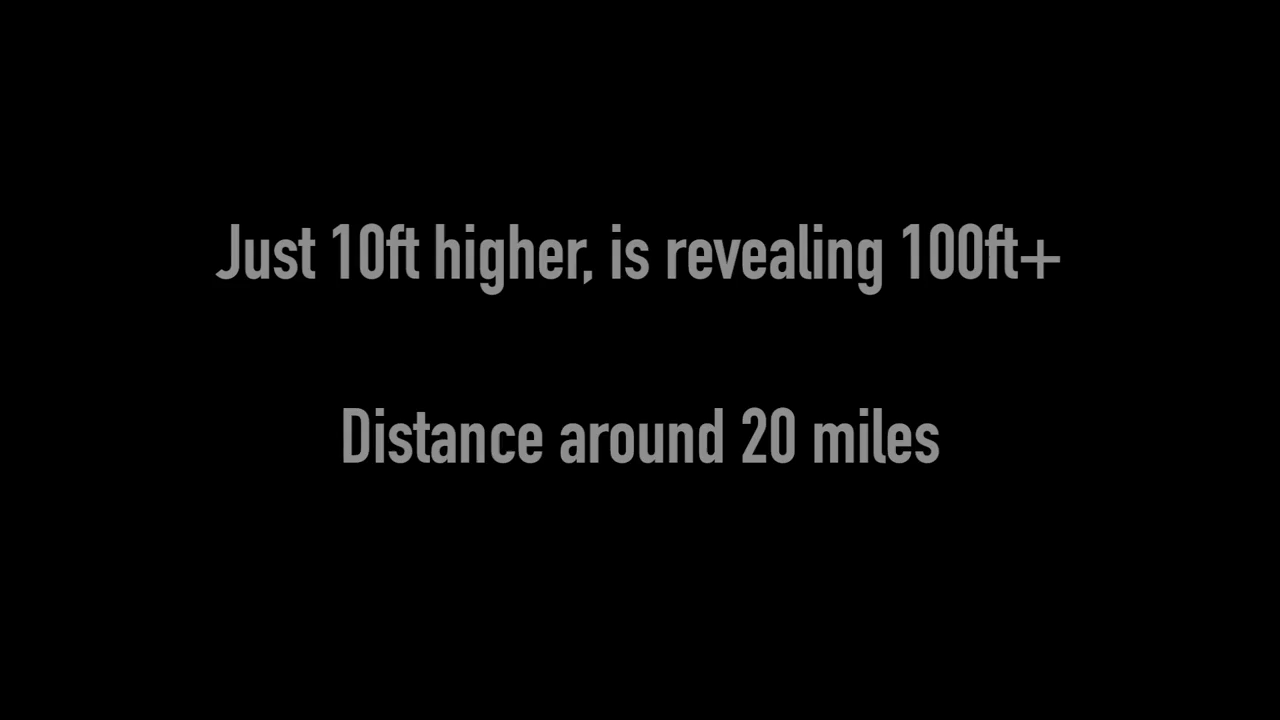 Just 10ft higher, is revealing 100ft+
Distance around 20 miles